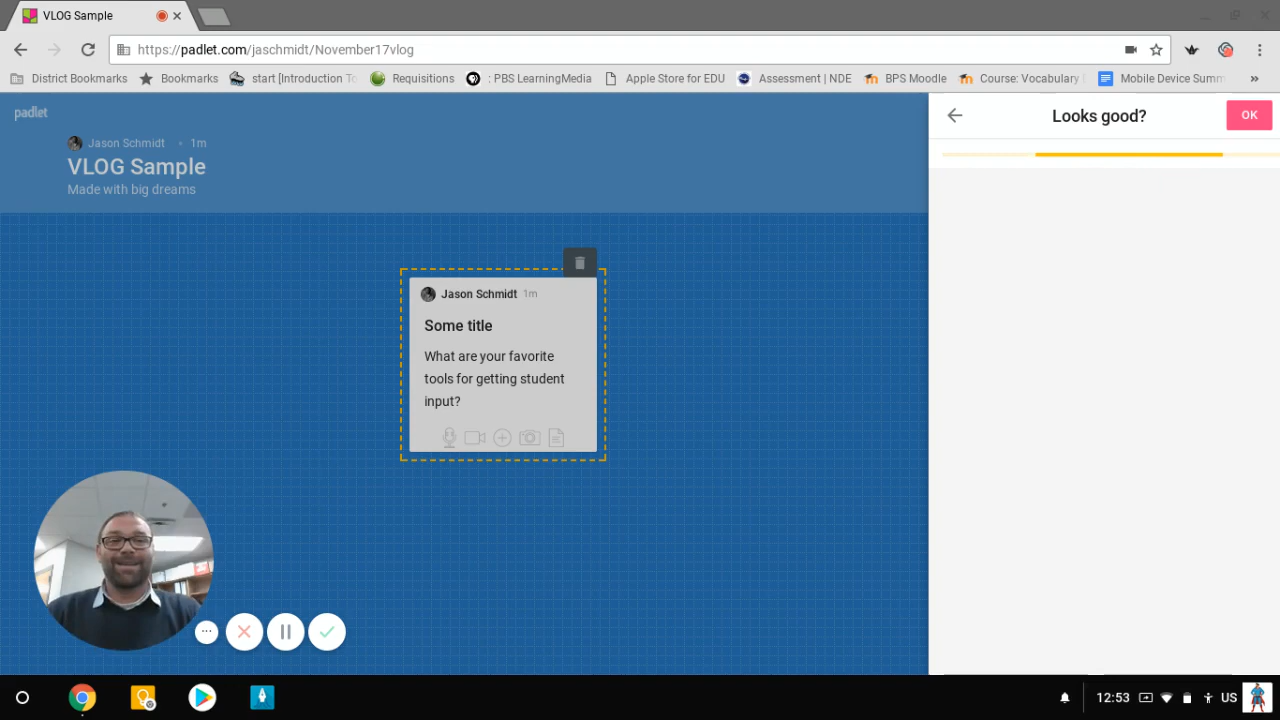 VLOG Sample
https://padlet.com/jaschmidt/November17vlog
District Bookmarks
Bookmarks
start [Introduction To
Requisitions
: PBS LearningMedia
Apple Store for EDU
Assessment | NDE
BPS Moodle
Course: Vocabulary
Mobile Device Summ
»
padlet
Jason Schmidt • 1m
VLOG Sample
Made with big dreams
Looks good?
OK
Jason Schmidt 1m
Some title
What are your favorite
tools for getting student
input?
12:53
US